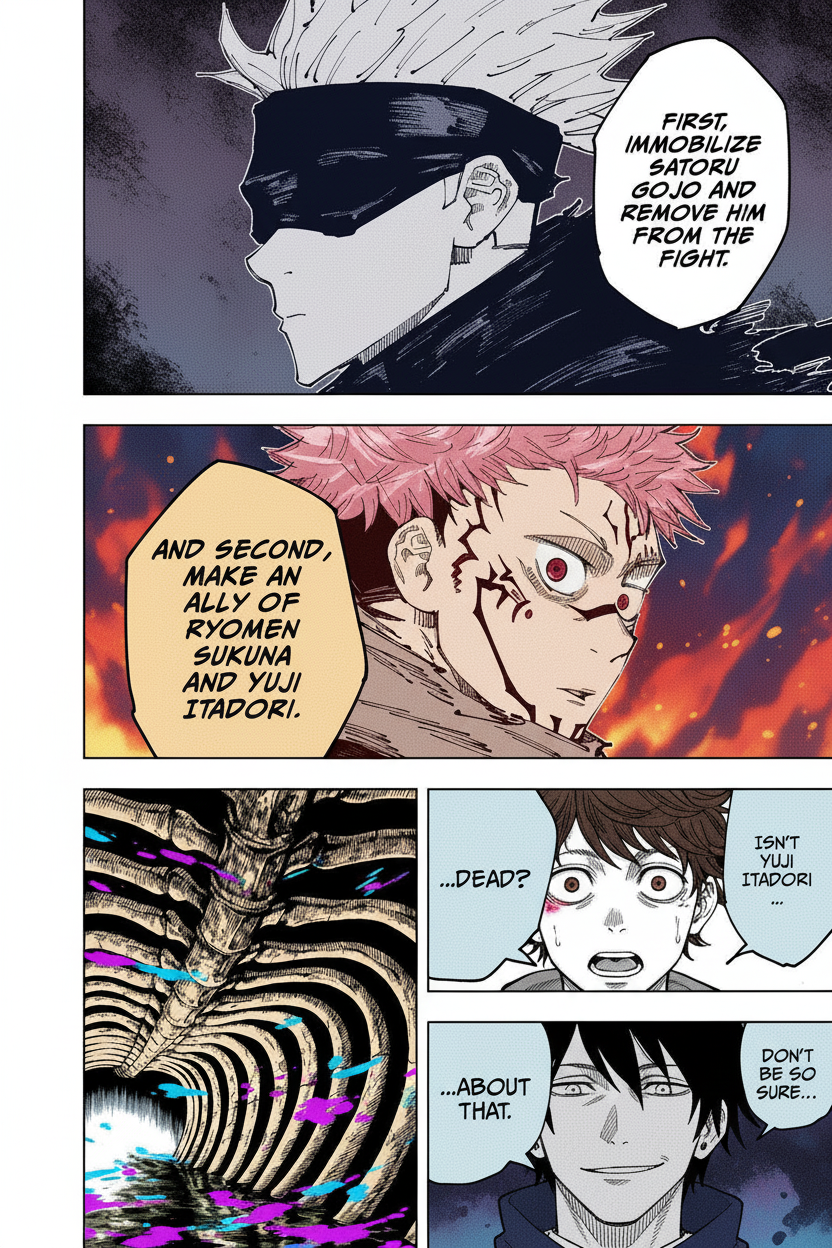 FIRST,
IMMOBILIZE
SATORU
GOJO AND
REMOVE HIM
FROM THE
FIGHT.
AND SECOND,
MAKE AN
ALLY OF
RYOMEN
SUKUNA
AND YUJI
ITADORI.
ISN'T
YUJI
ITADORI
...
...DEAD?
DON'T
BE SO
SURE...
...ABOUT
THAT.